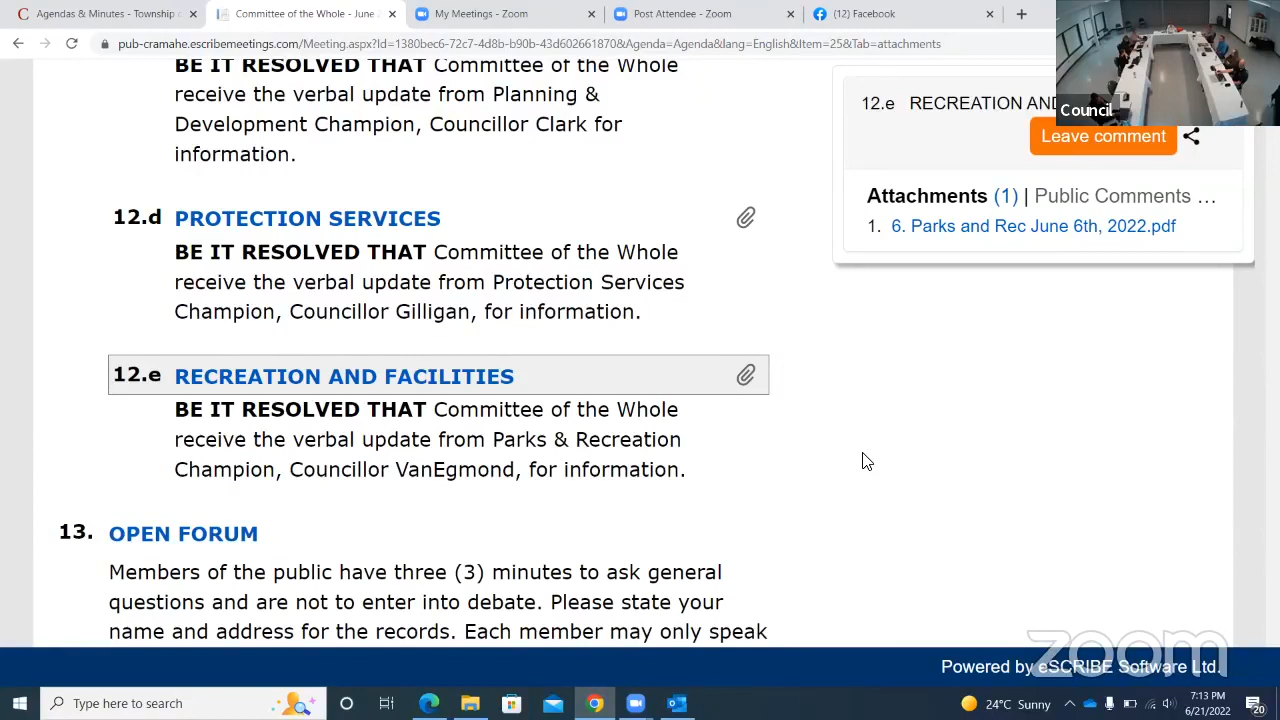 Agendas & Minutes - Township c
Committee of the Whole - June 2
My Meetings - Zoom
Post Attendee - Zoom
(12) Facebook
pub-cramahe.escribemeetings.com/Meeting.aspx?Id=1380bec6-72c7-4d8b-b90b-43d602661870&Agenda=Agenda&lang=English&Item=25&Tab=attachments
BE IT RESOLVED THAT Committee of the Whole
receive the verbal update from Planning &
Development Champion, Councillor Clark for
information.
12.d PROTECTION SERVICES
BE IT RESOLVED THAT Committee of the Whole
receive the verbal update from Protection Services
Champion, Councillor Gilligan, for information.
12.e RECREATION AND FACILITIES
BE IT RESOLVED THAT Committee of the Whole
receive the verbal update from Parks & Recreation
Champion, Councillor VanEgmond, for information.
13. OPEN FORUM
Members of the public have three (3) minutes to ask general
questions and are not to enter into debate. Please state your
name and address for the records. Each member may only speak
12.e RECREATION AND
Council
Leave comment
Attachments (1) | Public Comments ...
1. 6. Parks and Rec June 6th, 2022.pdf
zoom
Powered by eSCRIBE Software Ltd.
Type here to search
24°C Sunny
7:13 PM
6/21/2022
20